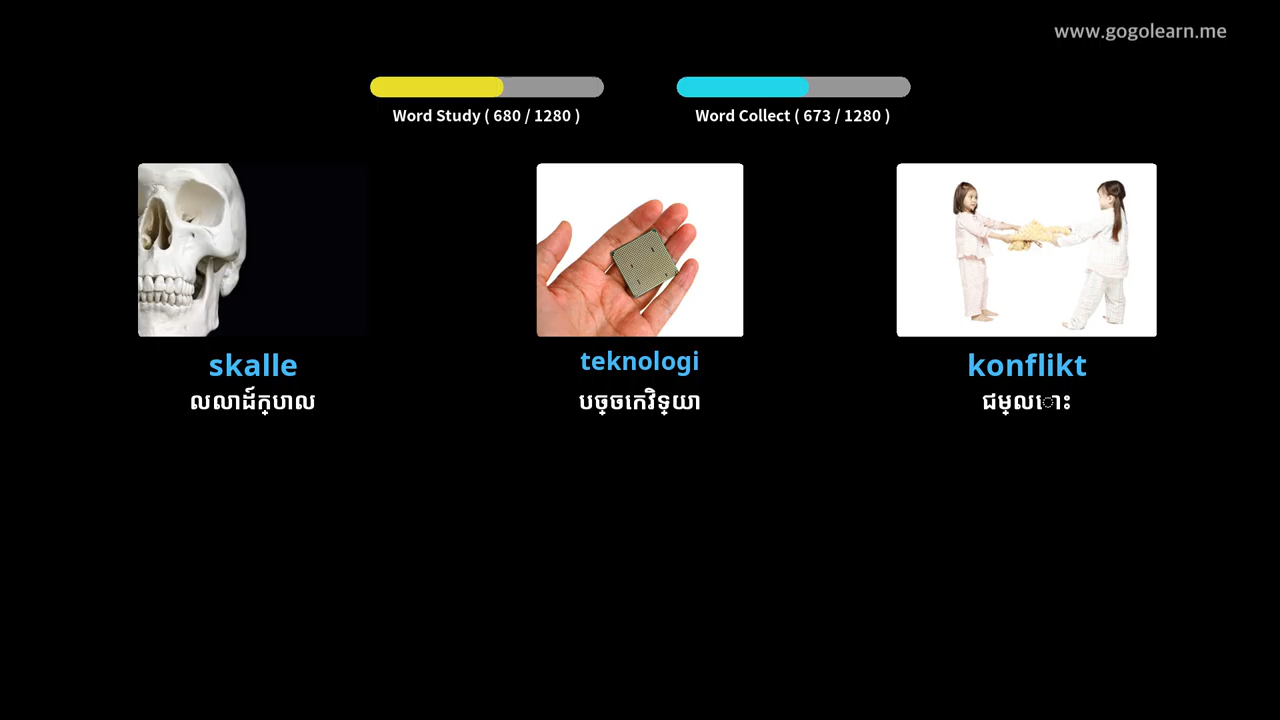 www.gogolearn.me
Word Study ( 680 / 1280 )
Word Collect ( 673 / 1280 )
skalle
teknologi
konflikt
លលាដ៍ក្បាល
បច្ចកេវិទ្យា
ជម្លោះ